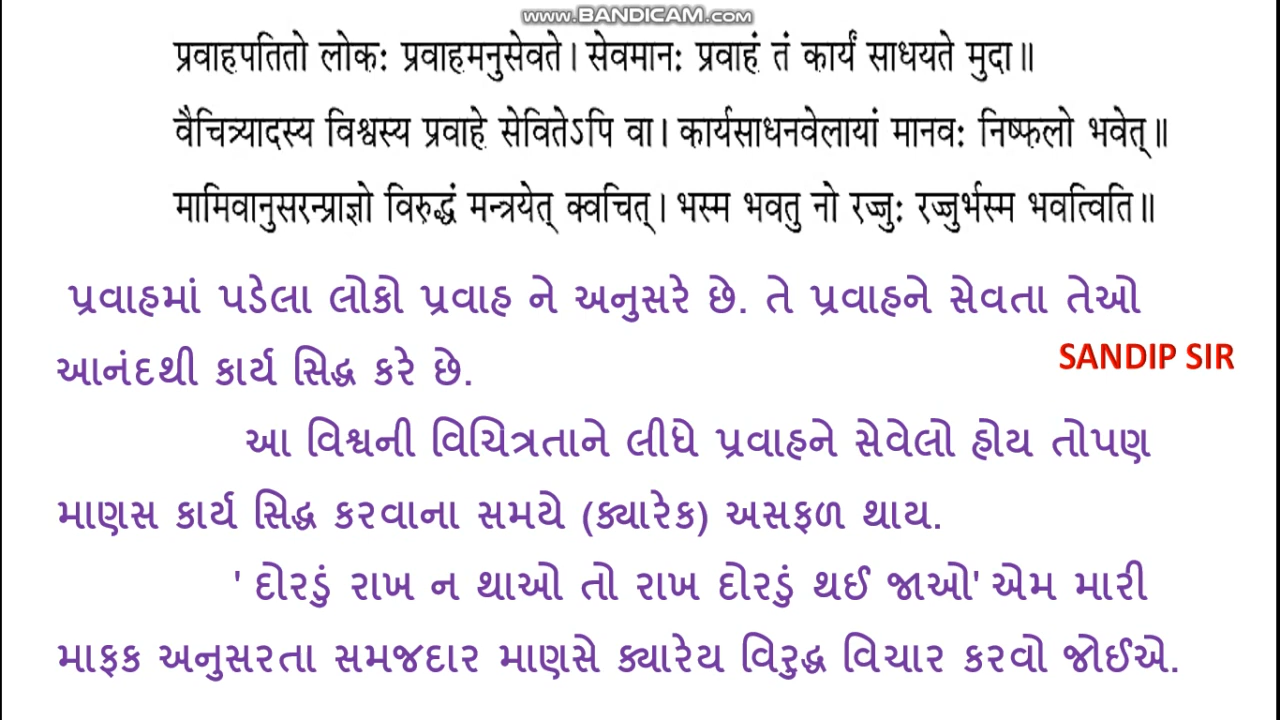 www.BANDICAM.com
प्रवाहपतितो लोकः प्रवाहमनुसेवते। सेवमानः प्रवाहं तं कार्यं साधयते मुदा॥
वैचित्र्यादस्य विश्वस्य प्रवाहे सेवितेऽपि वा। कार्यसाधनवेलायां मानवः निष्फलो भवेत्॥
मामिवानुसरन्प्राज्ञो विरुद्धं मन्त्रयेत् क्वचित्। भस्म भवतु नो रज्जुः रज्जुर्भस्म भवत्विति॥
પ્રવાહમાં પડેલા લોકો પ્રવાહ ને અનુસરે છે. તે પ્રવાહને સેવતા તેઓ
આનંદથી કાર્ય સિદ્ધ કરે છે.
SANDIP SIR
આ વિશ્વની વિચિત્રતાને લીધે પ્રવાહને સેવેલો હોય તોપણ
માણસ કાર્ય સિદ્ધ કરવાના સમયે (ક્યારેક) અસફળ થાય.
' દોરડું રાખ ન થાઓ તો રાખ દોરડું થઈ જાઓ' એમ મારી
માફક અનુસરતા સમજદાર માણસે ક્યારેય વિરુદ્ધ વિચાર કરવો જોઈએ.